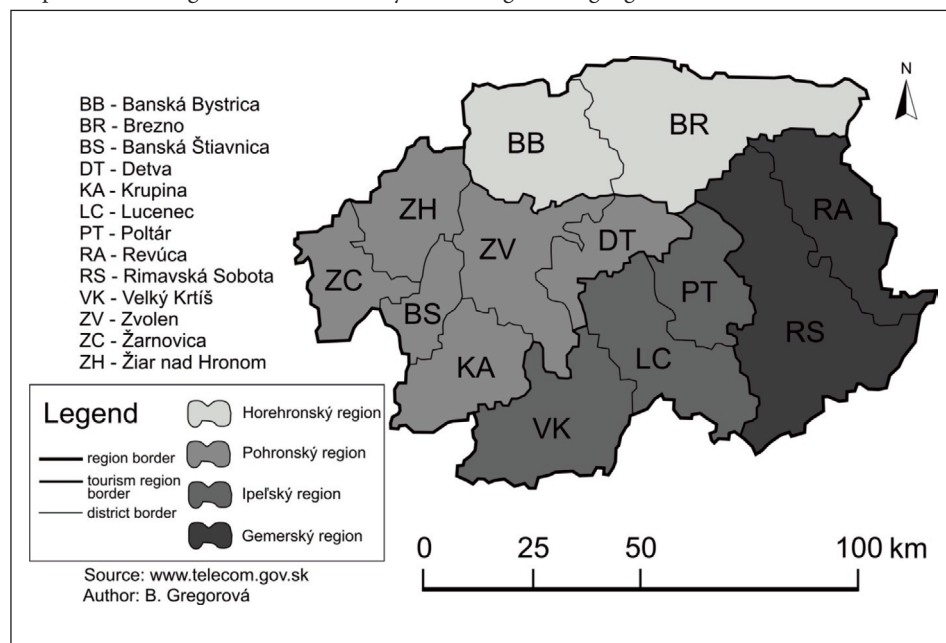 BB - Banská Bystrica
BR - Brezno
BS - Banská Štiavnica
DT - Detva
KA - Krupina
LC - Lucenec
PT - Poltár
RA - Revúca
RS - Rimavská Sobota
VK - Velký Krtíš
ZV - Zvolen
ZC - Žarnovica
ZH - Žiar nad Hronom
N
BB
BR
ZH
ZV
DT
RA
ZC
BS
PT
RS
KA
LC
VK
Legend
region border
tourism region
border
district border
Horehronský region
Pohronský region
Ipeľský region
Gemerský region
0 25 50 100 km
Source: www.telecom.gov.sk
Author: B. Gregorová